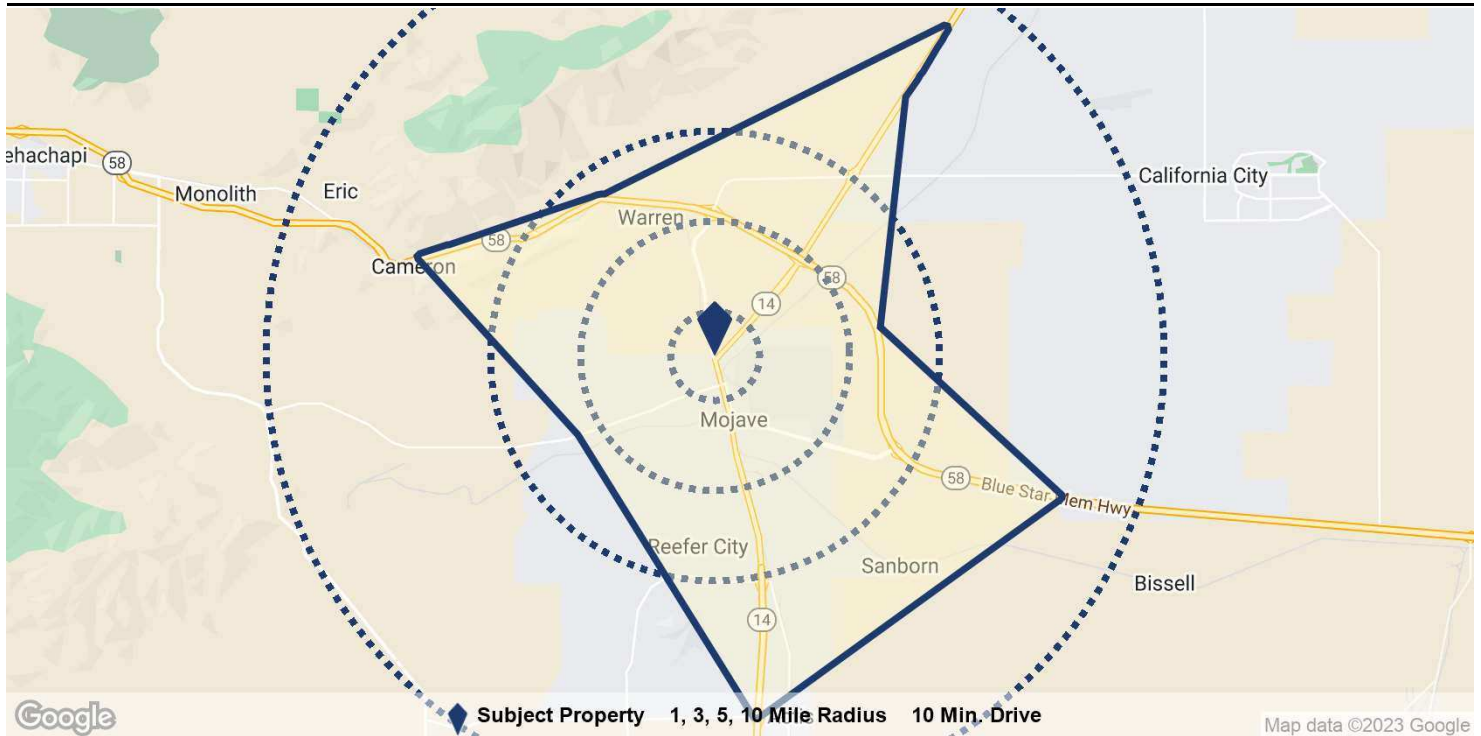 ehachapi
58
Monolith
Eric
Warren
California City
58
Cameron
58
14
Mojave
58
Blue Star Mem Hwy
Reefer City
Sanborn
Bissell
14
Google
Subject Property 1, 3, 5, 10 Mile Radius 10 Min. Drive
Map data ©2023 Google